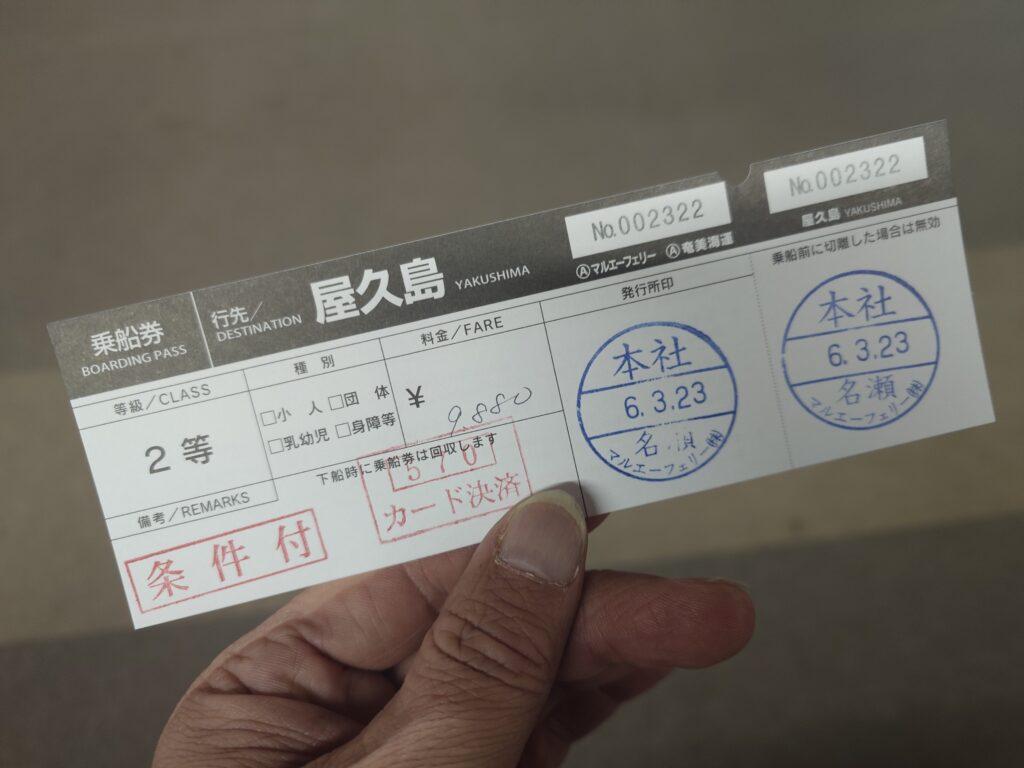 乗船券
BOARDING PASS
行先/
DESTINATION
屋久島 YAKUSHIMA
No.002322
Ⓐマルエーフェリー Ⓐ奄美海運
No.002322
屋久島 YAKUSHIMA
等級/CLASS
2等
種別
□小人 □団体
□乳幼児 □身障等
料金/FARE
¥ 9880
下船時に乗船券は回収します
備考/REMARKS
条件付
570
カード決済
発行所印
本社
6.3.23
名瀬
マルエーフェリー㈱
乗船前に切離した場合は無効
本社
6.3.23
名瀬
マルエーフェリー㈱